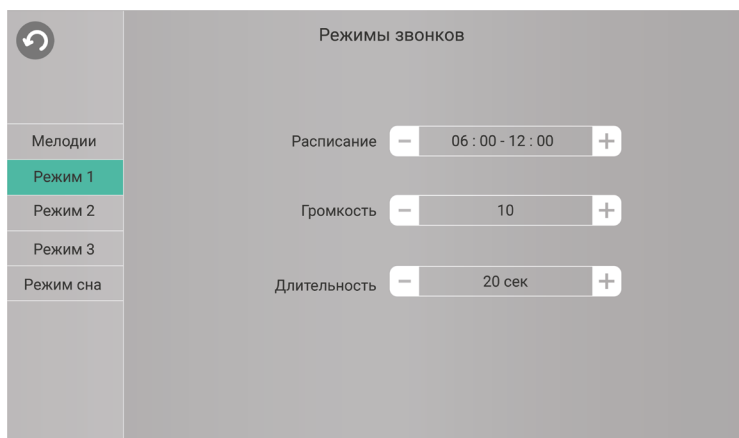 Режимы звонков
Мелодии
Режим 1
Режим 2
Режим 3
Режим сна
Расписание − 06 : 00 - 12 : 00 +
Громкость − 10 +
Длительность − 20 сек +